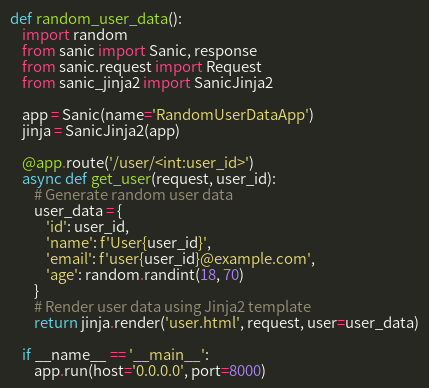 def random_user_data():
    import random
    from sanic import Sanic, response
    from sanic.request import Request
    from sanic_jinja2 import SanicJinja2

    app = Sanic(name='RandomUserDataApp')
    jinja = SanicJinja2(app)

    @app.route('/user/<int:user_id>')
    async def get_user(request, user_id):
        # Generate random user data
        user_data = {
            'id': user_id,
            'name': f'User{user_id}',
            'email': f'user{user_id}@example.com',
            'age': random.randint(18, 70)
        }
        # Render user data using Jinja2 template
        return jinja.render('user.html', request, user=user_data)

    if __name__ == '__main__':
        app.run(host='0.0.0.0', port=8000)